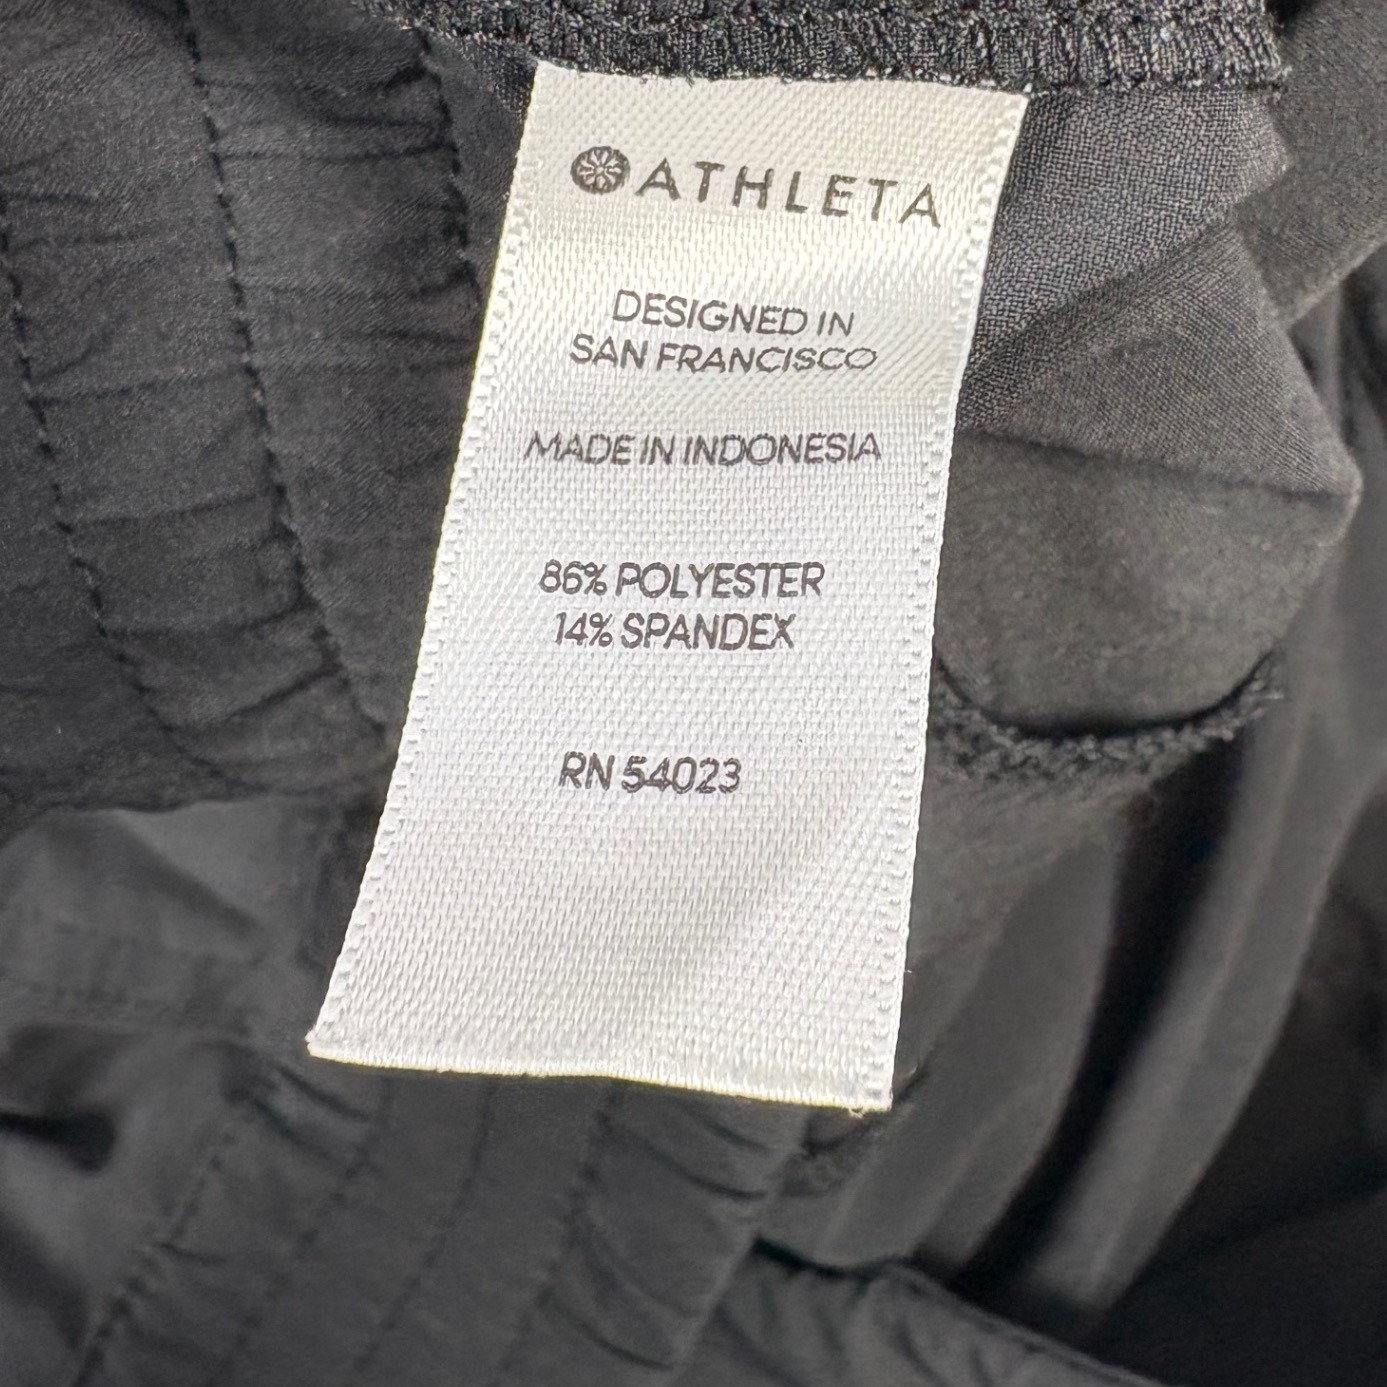 ATHLETA
DESIGNED IN
SAN FRANCISCO
MADE IN INDONESIA
86% POLYESTER
14% SPANDEX
RN 54023